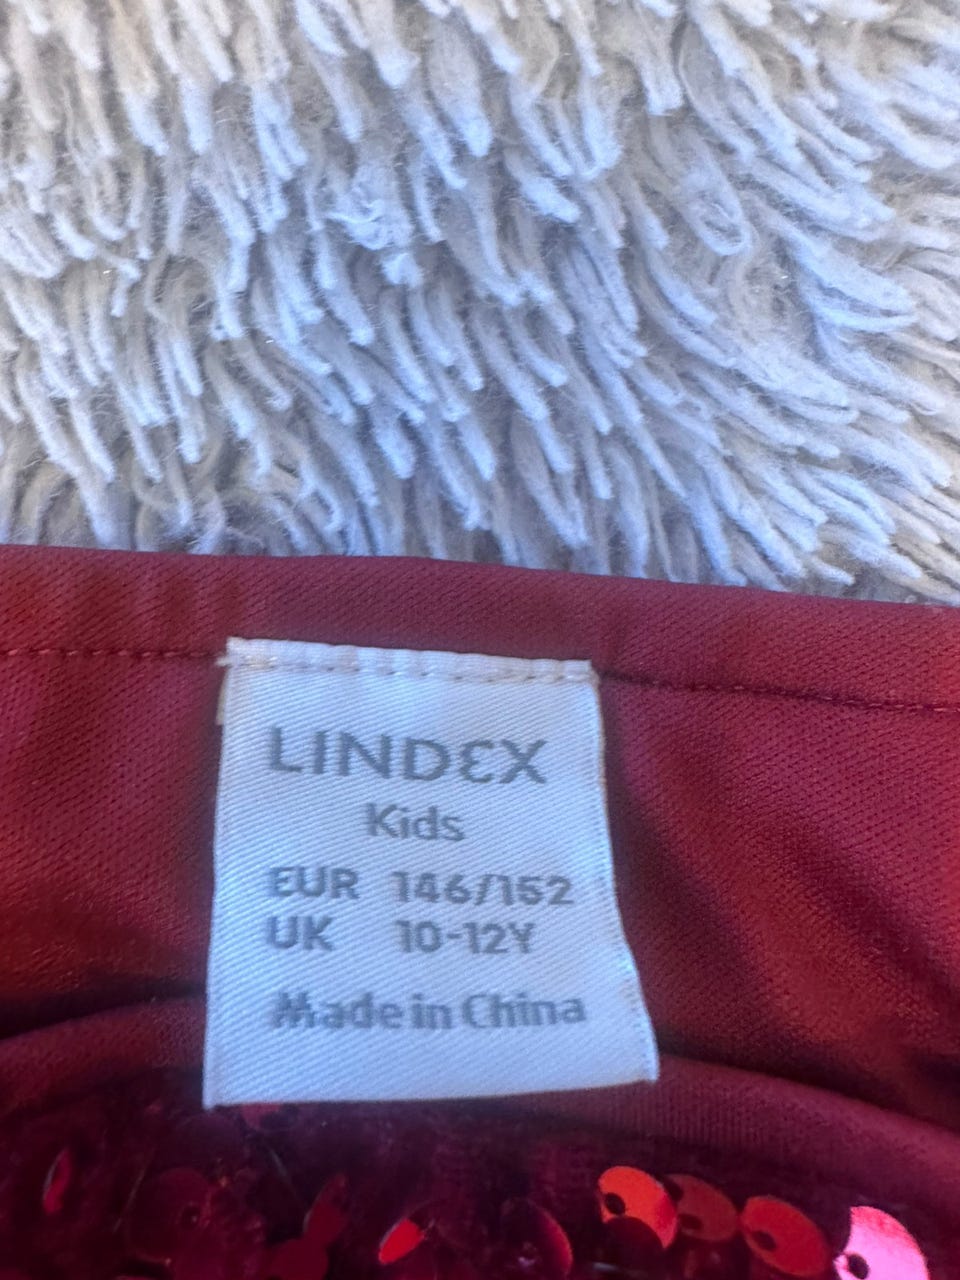 LINDEX
Kids
EUR 146/152
UK 10-12Y
Made in China